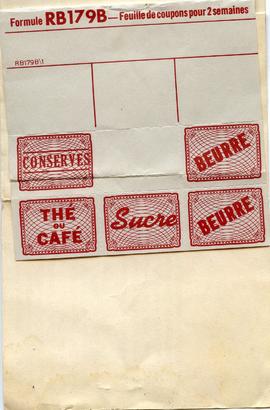 Formule RB179B — Feuille de coupons pour 2 semaines
RB179B\1
CONSERVES
BEURRE
THÉ
OU
CAFÉ
Sucre
BEURRE